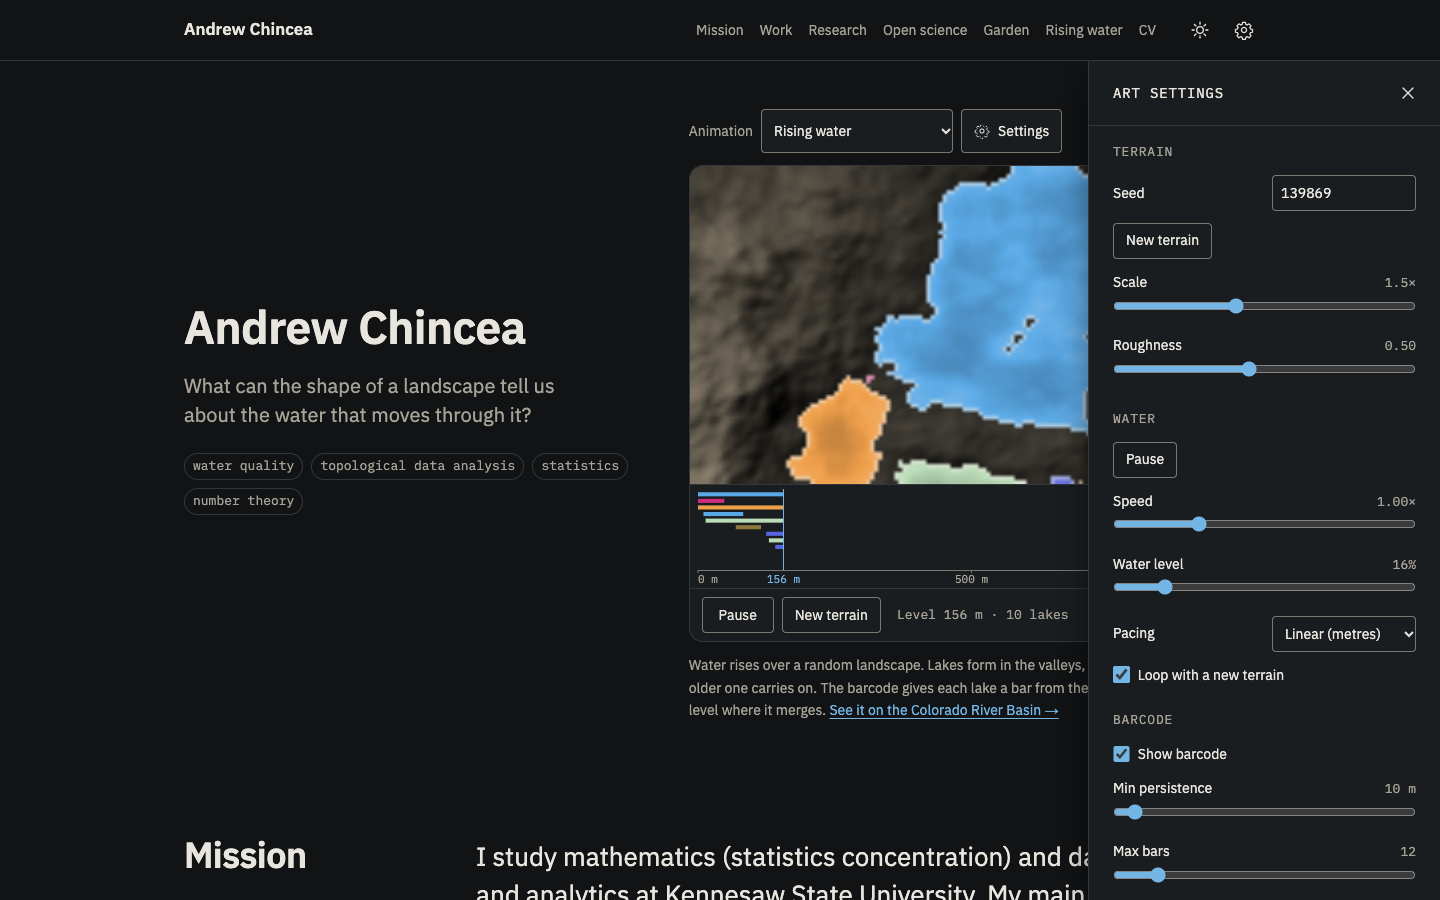 Andrew Chincea
Mission Work Research Open science Garden Rising water CV
Animation Rising water Settings
Andrew Chincea
What can the shape of a landscape tell us
about the water that moves through it?
water quality topological data analysis statistics
number theory
0 m 156 m 500 m
Pause New terrain Level 156 m · 10 lakes
Water rises over a random landscape. Lakes form in the valleys,
older one carries on. The barcode gives each lake a bar from the
level where it merges. See it on the Colorado River Basin →
Mission
I study mathematics (statistics concentration) and da
and analytics at Kennesaw State University. My main
ART SETTINGS
TERRAIN
Seed 139869
New terrain
Scale 1.5×
Roughness 0.50
WATER
Pause
Speed 1.00×
Water level 16%
Pacing Linear (metres)
Loop with a new terrain
BARCODE
Show barcode
Min persistence 10 m
Max bars 12